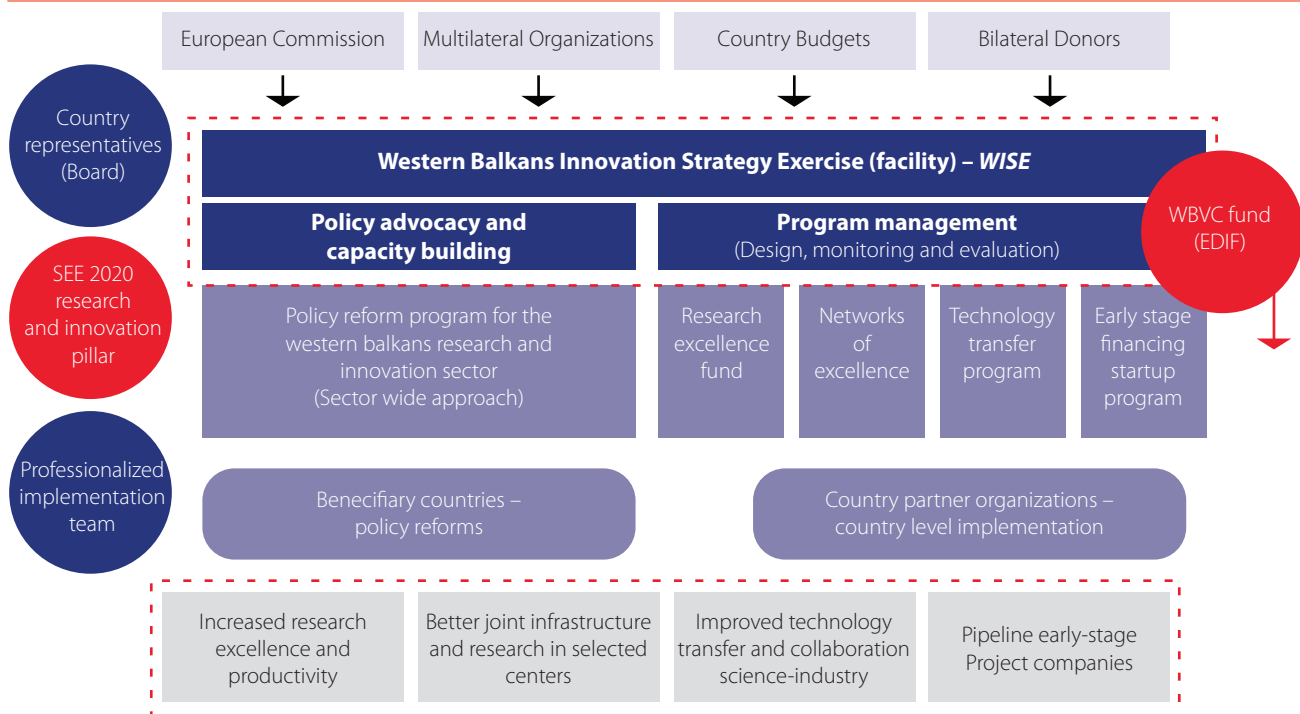 European Commission
Multilateral Organizations
Country Budgets
Bilateral Donors
Country
representatives
(Board)
Western Balkans Innovation Strategy Exercise (facility) – WISE
Policy advocacy and
capacity building
Program management
(Design, monitoring and evaluation)
WBVC fund
(EDIF)
SEE 2020
research
and innovation
pillar
Policy reform program for the
western balkans research and
innovation sector
(Sector wide approach)
Research
excellence
fund
Networks
of
excellence
Technology
transfer
program
Early stage
financing
startup
program
Professionalized
implementation
team
Benecifiary countries –
policy reforms
Country partner organizations –
country level implementation
Increased research
excellence and
productivity
Better joint infrastructure
and research in selected
centers
Improved technology
transfer and collaboration
science-industry
Pipeline early-stage
Project companies